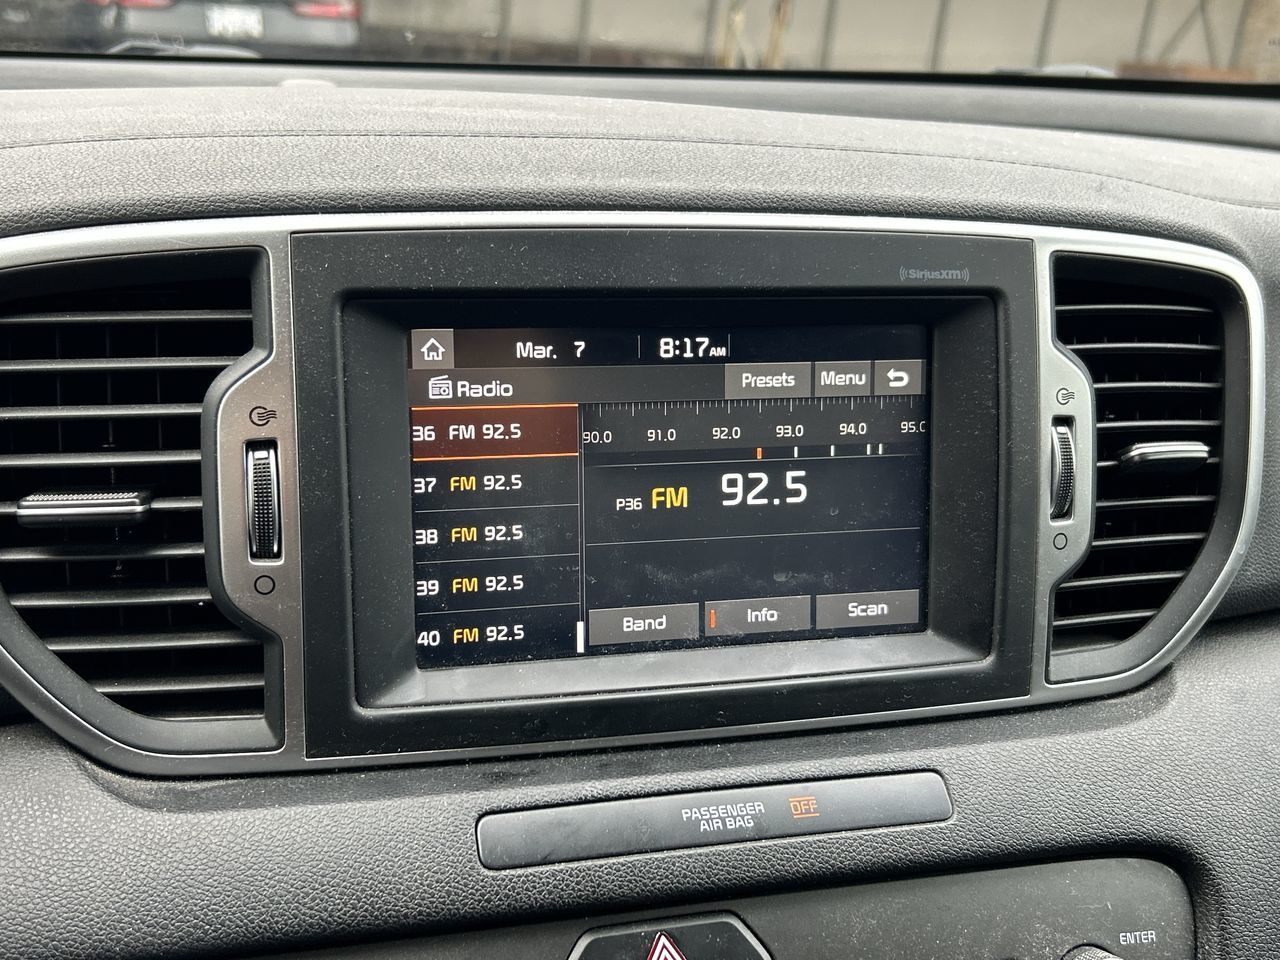 ((SiriusXM))
Mar. 7 8:17AM
Radio Presets Menu
36 FM 92.5
37 FM 92.5
38 FM 92.5
39 FM 92.5
40 FM 92.5
90.0 91.0 92.0 93.0 94.0 95.0
P36 FM 92.5
Band Info Scan
PASSENGER
AIR BAG
OFF
ENTER